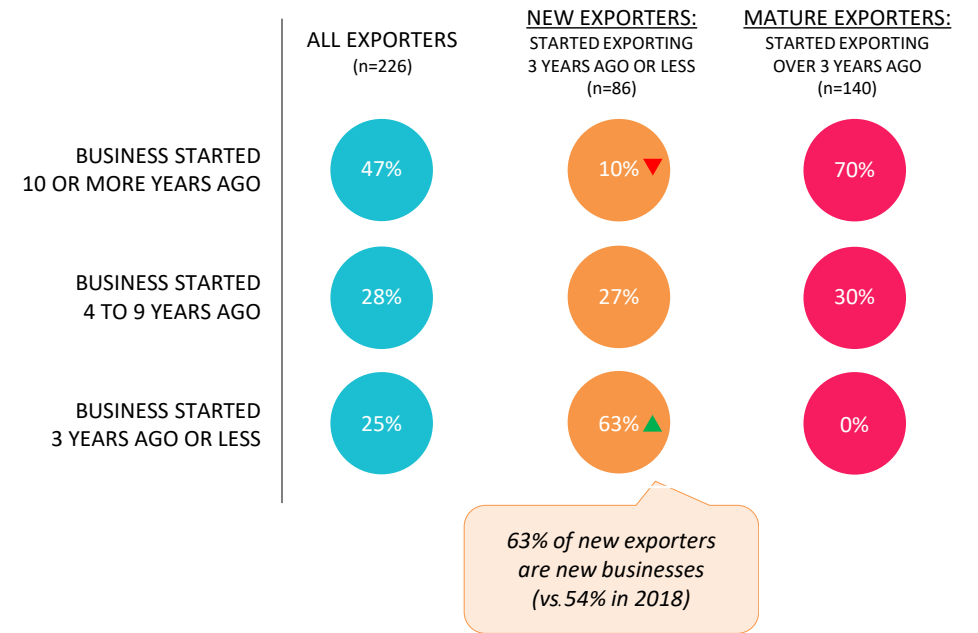 ALL EXPORTERS
(n=226)
NEW EXPORTERS:
STARTED EXPORTING
3 YEARS AGO OR LESS
(n=86)
MATURE EXPORTERS:
STARTED EXPORTING
OVER 3 YEARS AGO
(n=140)
BUSINESS STARTED
10 OR MORE YEARS AGO
47%
10%
70%
BUSINESS STARTED
4 TO 9 YEARS AGO
28%
27%
30%
BUSINESS STARTED
3 YEARS AGO OR LESS
25%
63%
0%
63% of new exporters
are new businesses
(vs. 54% in 2018)